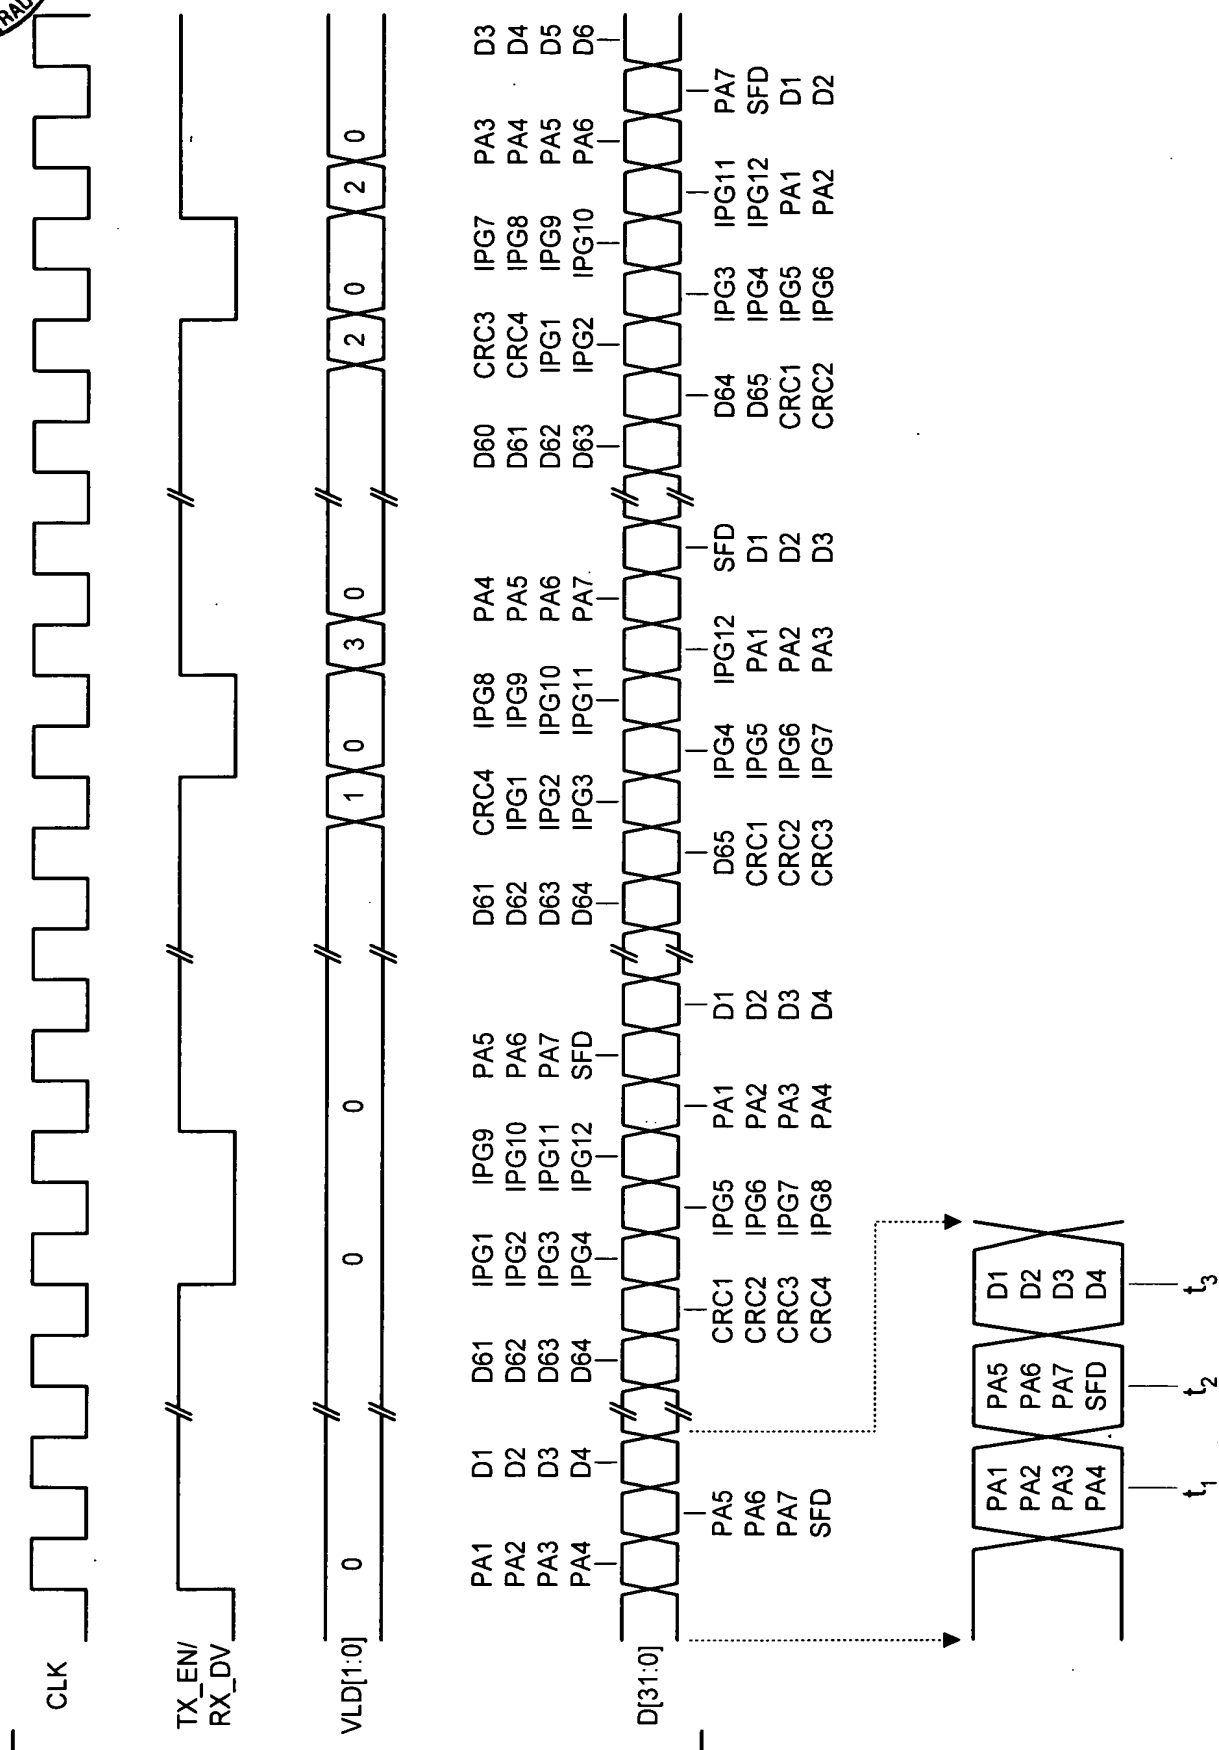 RAD
CLK
TX_EN/
RX_DV
VLD[1:0]
0
0
0
1
0
3
0
2
0
2
0
D[31:0]
PA1
PA2
PA3
PA4
PA5
PA6
PA7
SFD
D1
D2
D3
D4
D61
D62
D63
D64
CRC1
CRC2
CRC3
CRC4
IPG1
IPG2
IPG3
IPG4
IPG5
IPG6
IPG7
IPG8
IPG9
IPG10
IPG11
IPG12
PA1
PA2
PA3
PA4
PA5
PA6
PA7
SFD
D1
D2
D3
D4
D61
D62
D63
D64
D65
CRC1
CRC2
CRC3
CRC4
IPG1
IPG2
IPG3
IPG4
IPG5
IPG6
IPG7
IPG8
IPG9
IPG10
IPG11
IPG12
PA1
PA2
PA3
PA4
PA5
PA6
PA7
SFD
D1
D2
D3
D60
D61
D62
D63
D64
D65
CRC1
CRC2
CRC3
CRC4
IPG1
IPG2
IPG3
IPG4
IPG5
IPG6
IPG7
IPG8
IPG9
IPG10
IPG11
IPG12
PA1
PA2
PA3
PA4
PA5
PA6
PA7
SFD
D1
D2
D3
D4
D5
D6
PA1
PA2
PA3
PA4
PA5
PA6
PA7
SFD
D1
D2
D3
D4
t1
t2
t3